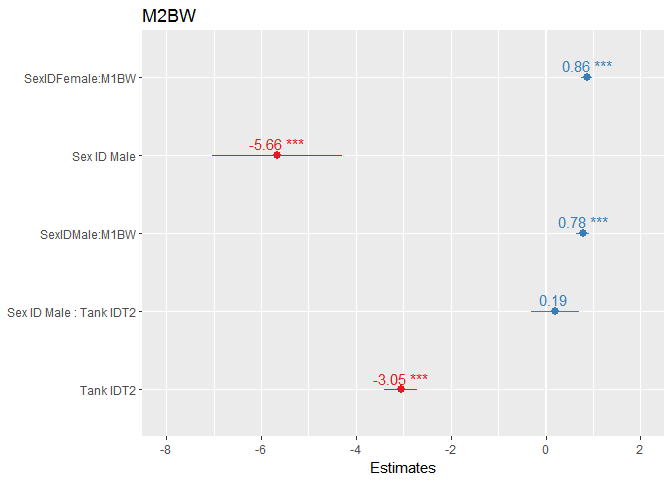 M2BW
SexIDFemale:M1BW
0.86 ***
Sex ID Male
-5.66 ***
SexIDMale:M1BW
0.78 ***
Sex ID Male : Tank IDT2
0.19
Tank IDT2
-3.05 ***
-8 -6 -4 -2 0 2
Estimates